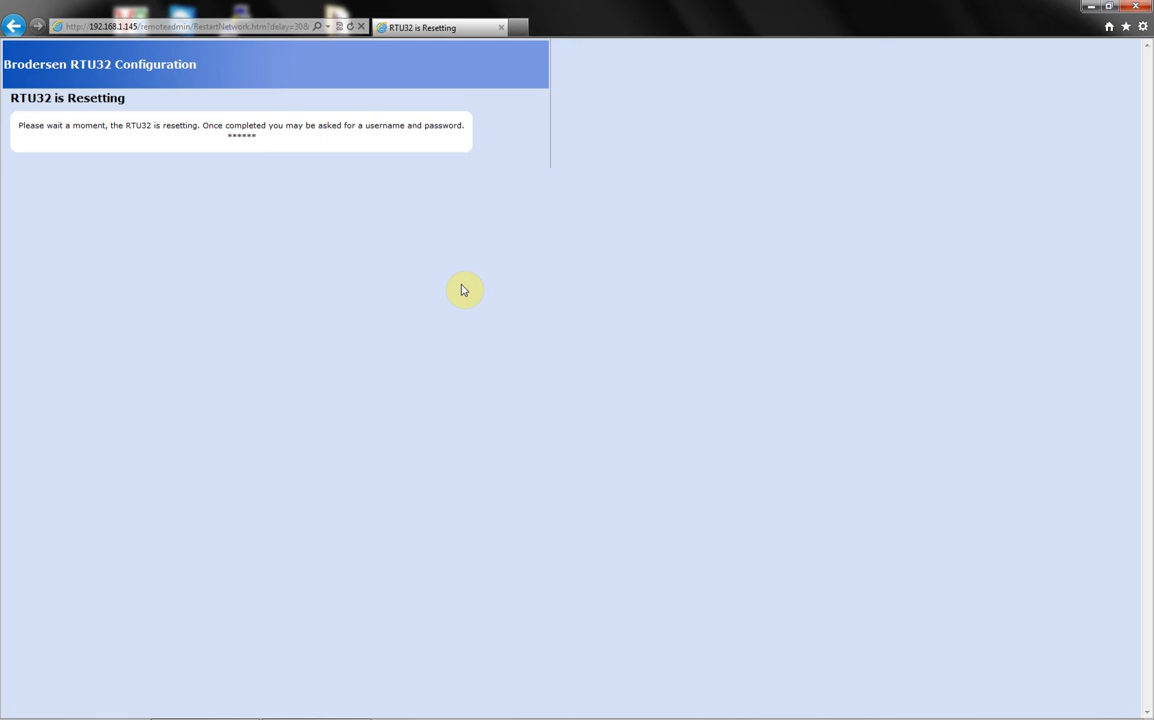 http://192.168.1.145/remoteadmin/RestartNetwork.htm?delay=30&
RTU32 is Resetting
Brodersen RTU32 Configuration
RTU32 is Resetting
Please wait a moment, the RTU32 is resetting. Once completed you may be asked for a username and password.
******